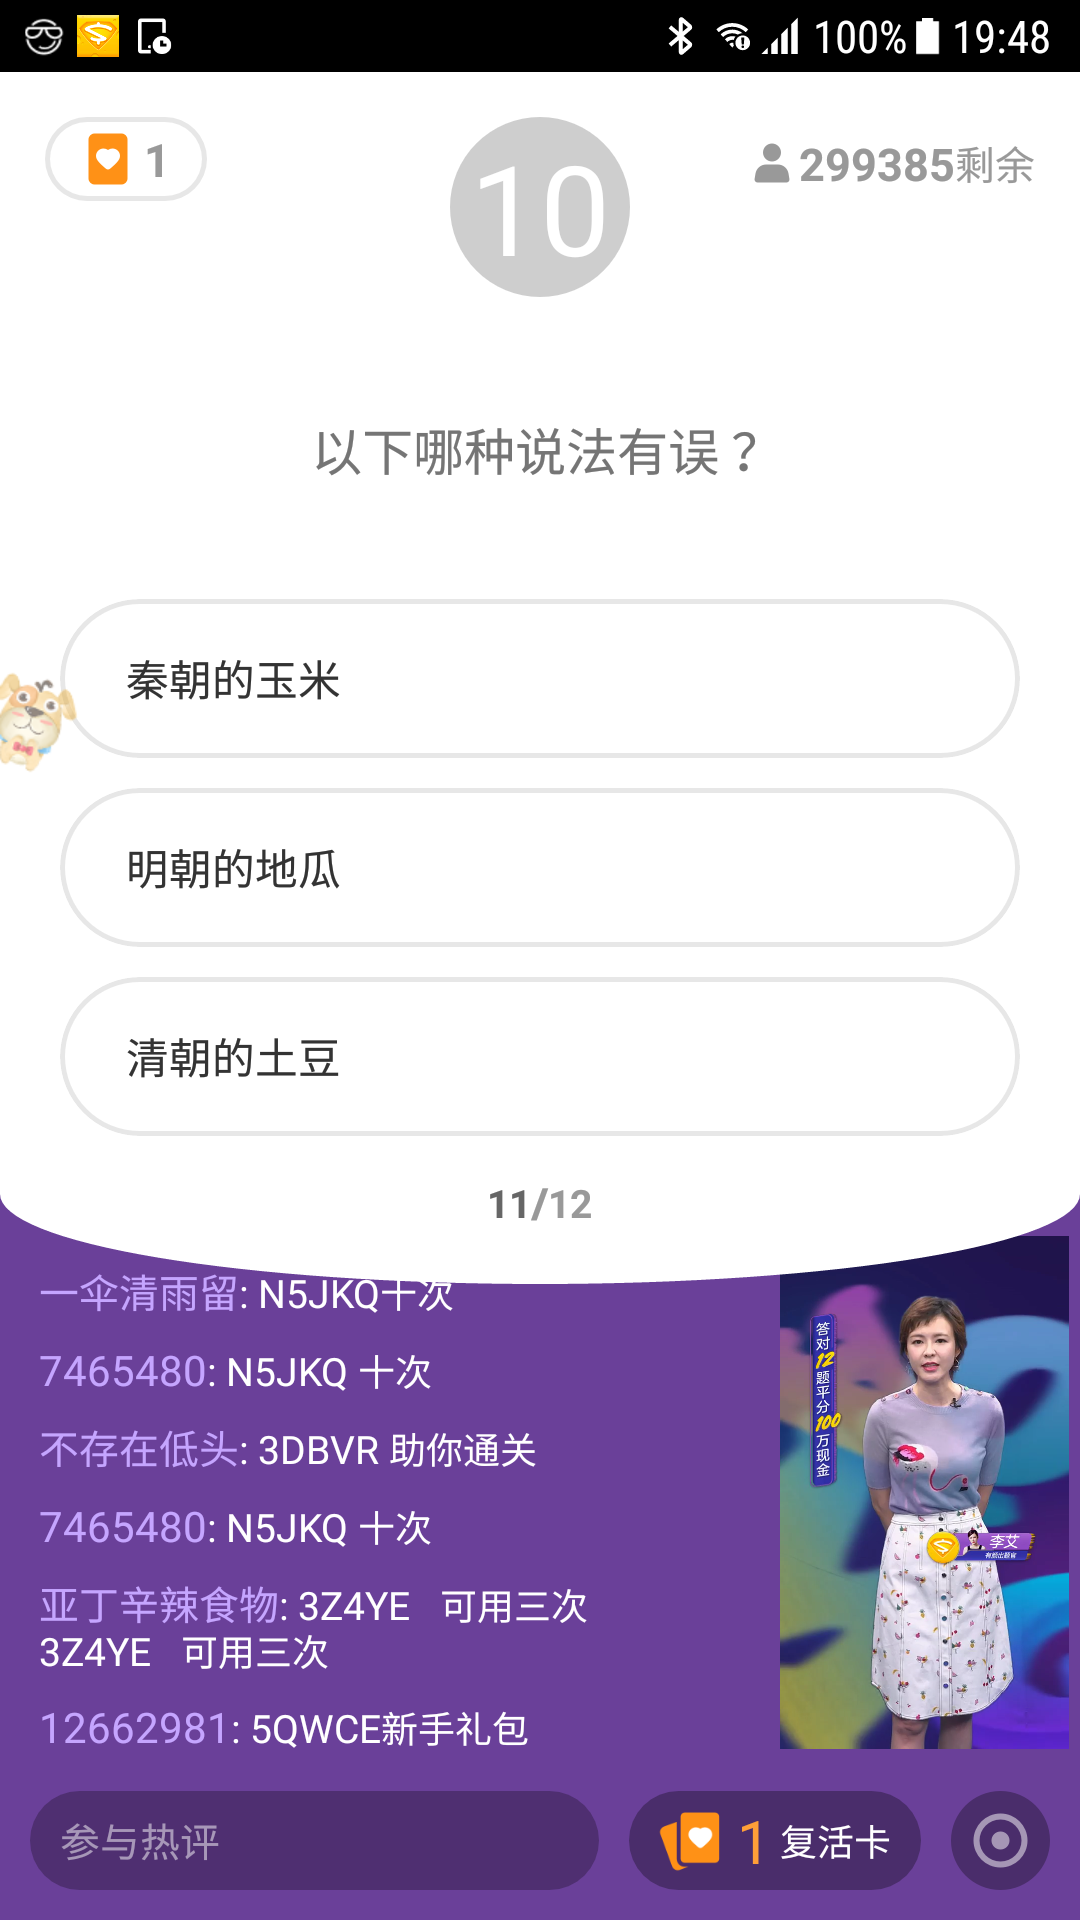 100% 19:48
1
10
299385剩余
以下哪种说法有误？
秦朝的玉米
明朝的地瓜
清朝的土豆
11/12
一伞清雨留: N5JKQ十次
7465480: N5JKQ 十次
不存在低头: 3DBVR 助你通关
7465480: N5JKQ 十次
亚丁辛辣食物: 3Z4YE 可用三次
3Z4YE 可用三次
12662981: 5QWCE新手礼包
答对12题平分100万现金
李艾
参与热评
1 复活卡